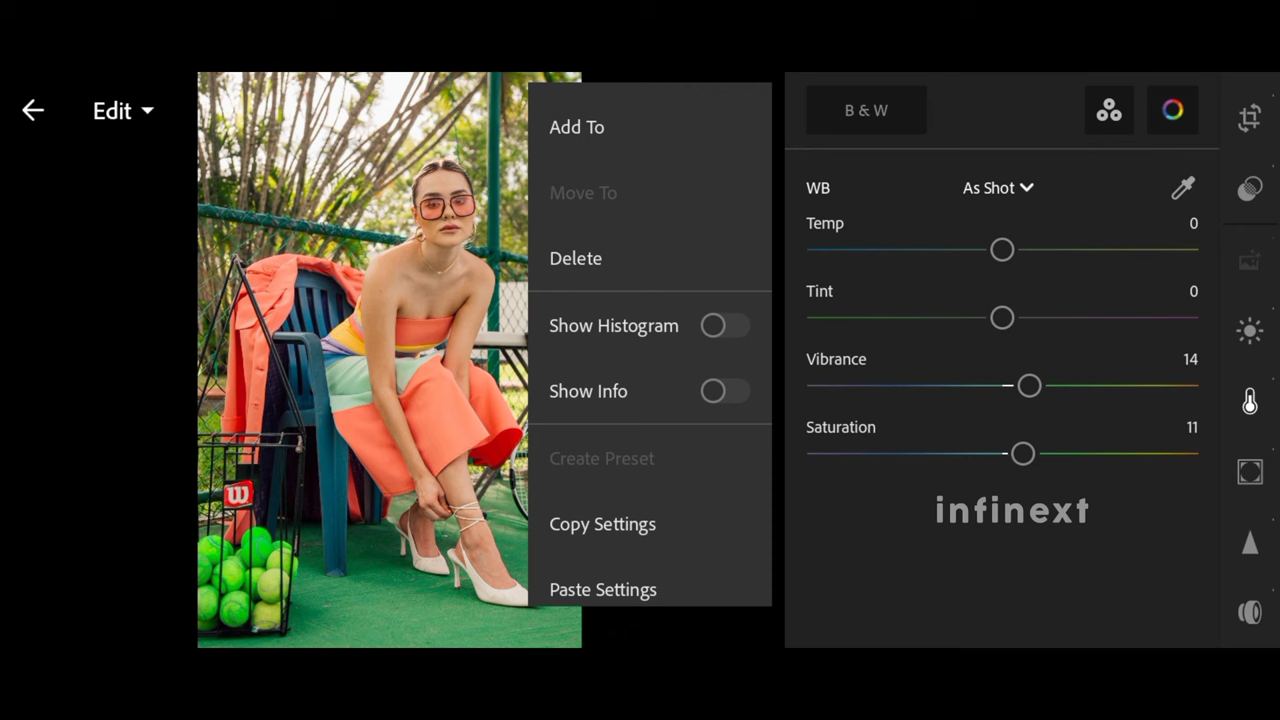 Edit
Add To
Move To
Delete
Show Histogram
Show Info
Create Preset
Copy Settings
Paste Settings
B & W
WB
As Shot
Temp
0
Tint
0
Vibrance
14
Saturation
11
infinext
W